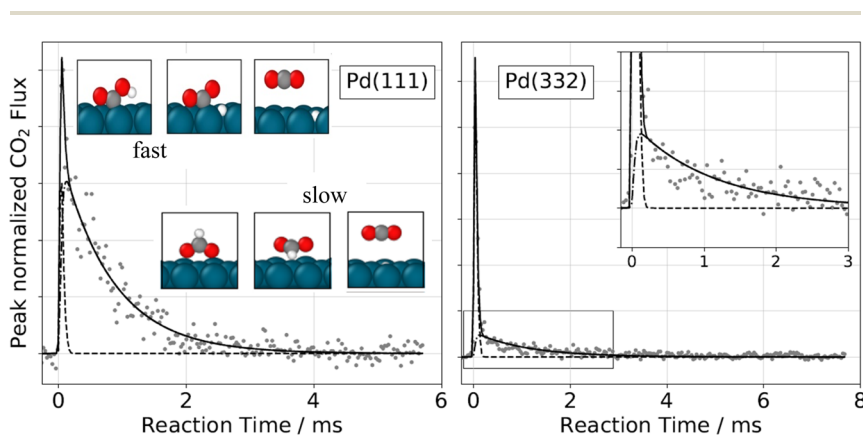 Peak normalized CO₂ Flux
Pd(111)
fast
slow
0 2 4 6
Reaction Time / ms
Pd(332)
0 1 2 3
0 2 4 6 8
Reaction Time / ms